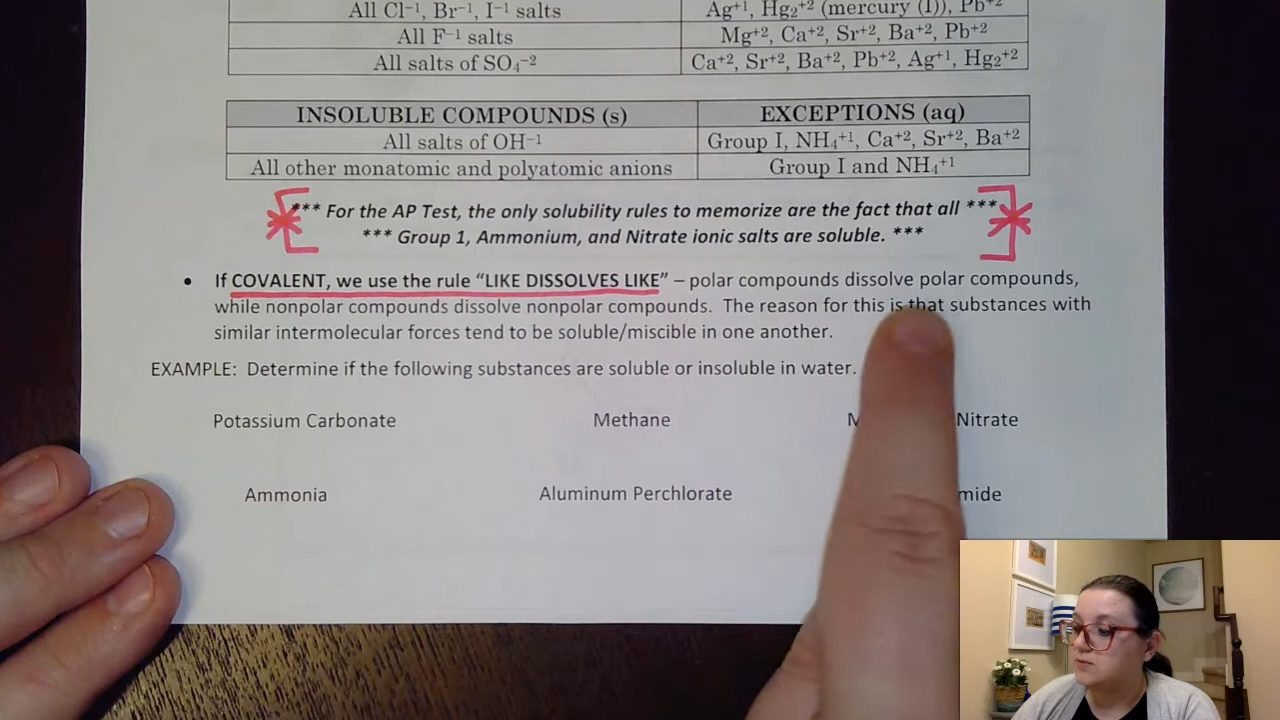 All Cl⁻¹, Br⁻¹, I⁻¹ salts Ag⁺¹, Hg₂⁺² (mercury (I)), Pb⁺²
All F⁻¹ salts Mg⁺², Ca⁺², Sr⁺², Ba⁺², Pb⁺²
All salts of SO₄⁻² Ca⁺², Sr⁺², Ba⁺², Pb⁺², Ag⁺¹, Hg₂⁺²
INSOLUBLE COMPOUNDS (s) EXCEPTIONS (aq)
All salts of OH⁻¹ Group I, NH₄⁺¹, Ca⁺², Sr⁺², Ba⁺²
All other monatomic and polyatomic anions Group I and NH₄⁺¹
*** For the AP Test, the only solubility rules to memorize are the fact that all ***
*** Group 1, Ammonium, and Nitrate ionic salts are soluble. ***
• If COVALENT, we use the rule “LIKE DISSOLVES LIKE” – polar compounds dissolve polar compounds,
while nonpolar compounds dissolve nonpolar compounds. The reason for this is that substances with
similar intermolecular forces tend to be soluble/miscible in one another.
EXAMPLE: Determine if the following substances are soluble or insoluble in water.
Potassium Carbonate Methane Nitrate
Ammonia Aluminum Perchlorate